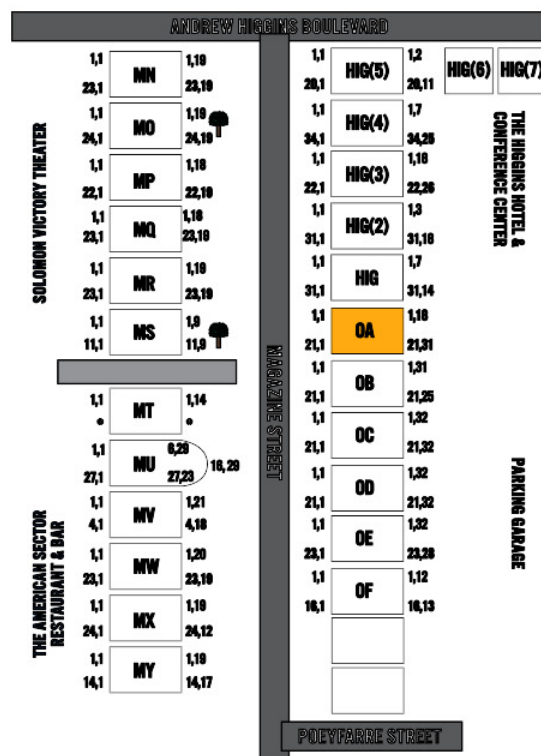 ANDREW HIGGINS BOULEVARD
SOLOMON VICTORY THEATER
1,1 MN 1,19
23,1 23,19
1,1 MO 1,19
24,1 24,19
1,1 MP 1,18
22,1 22,19
1,1 MQ 1,18
23,1 23,19
1,1 MR 1,19
23,1 23,19
1,1 MS 1,9
11,1 11,9
THE AMERICAN SECTOR
RESTAURANT & BAR
1,1 MT 1,14
1,1 MU 6,29
27,1 27,23 16,29
1,1 MV 1,21
4,1 4,18
1,1 MW 1,20
23,1 23,19
1,1 MX 1,19
24,1 24,12
1,1 MY 1,19
14,1 14,17
MAGAZINE STREET
1,1 HIG(5) 1,2 HIG(6) HIG(7)
20,11
1,1 HIG(4) 1,7
34,1 34,25
1,1 HIG(3) 1,16
22,1 22,26
1,1 HIG(2) 1,3
31,1 31,16
1,1 HIG 1,7
31,1 31,14
1,1 OA 1,18
21,1 21,31
1,1 OB 1,31
21,1 21,25
1,1 OC 1,32
21,1 21,32
1,1 OD 1,32
21,1 21,32
1,1 OE 1,32
23,1 23,28
1,1 OF 1,12
16,1 16,13
THE HIGGINS HOTEL &
CONFERENCE CENTER
PARKING GARAGE
POEYFARRE STREET